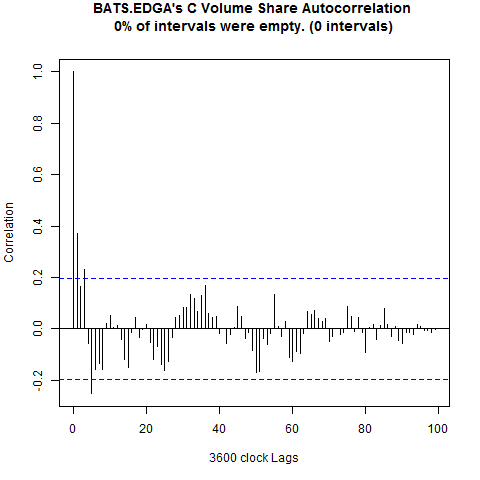 BATS.EDGA's C Volume Share Autocorrelation
0% of intervals were empty. (0 intervals)
Correlation
1.0
0.8
0.6
0.4
0.2
0.0
-0.2
0 20 40 60 80 100
3600 clock Lags